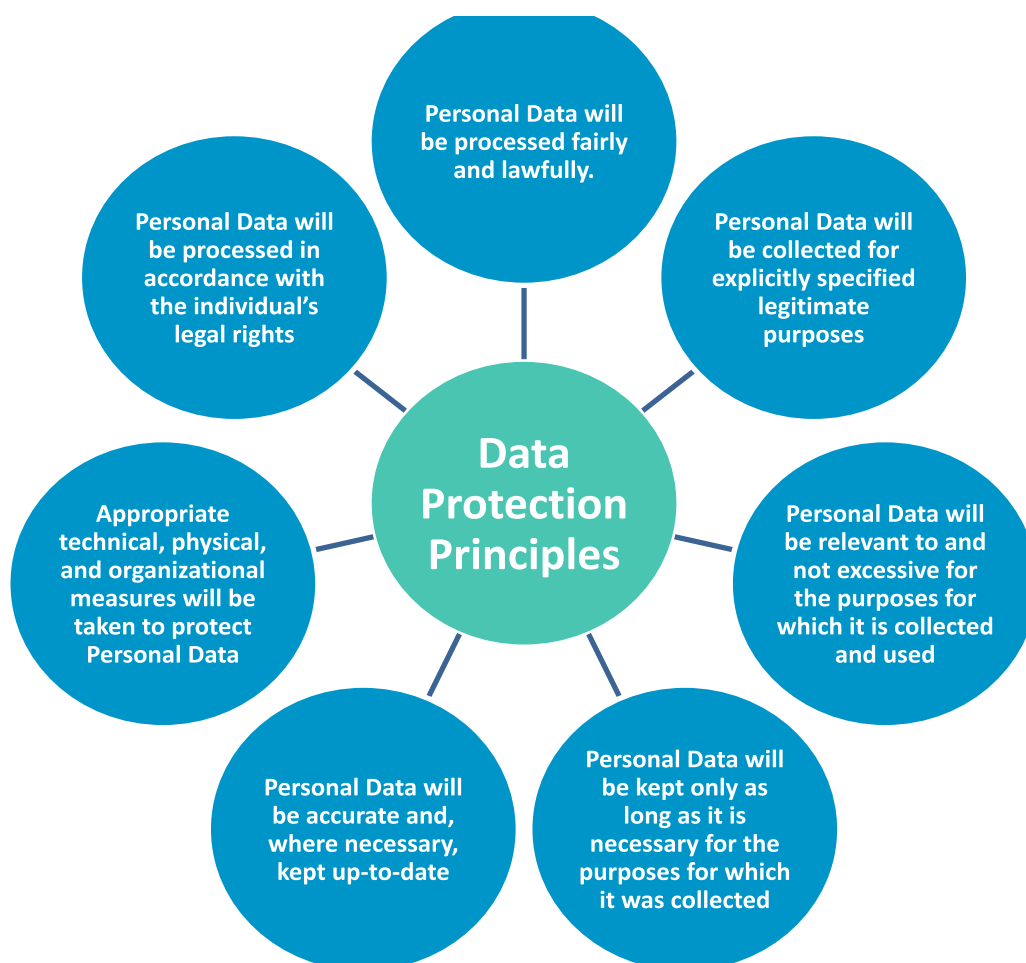 Personal Data will
be processed fairly
and lawfully.
Personal Data will
be collected for
explicitly specified
legitimate
purposes
Personal Data will
be relevant to and
not excessive for
the purposes for
which it is collected
and used
Personal Data will
be kept only as
long as it is
necessary for the
purposes for which
it was collected
Personal Data will
be accurate and,
where necessary,
kept up-to-date
Appropriate
technical, physical,
and organizational
measures will be
taken to protect
Personal Data
Personal Data will
be processed in
accordance with
the individual’s
legal rights
Data
Protection
Principles